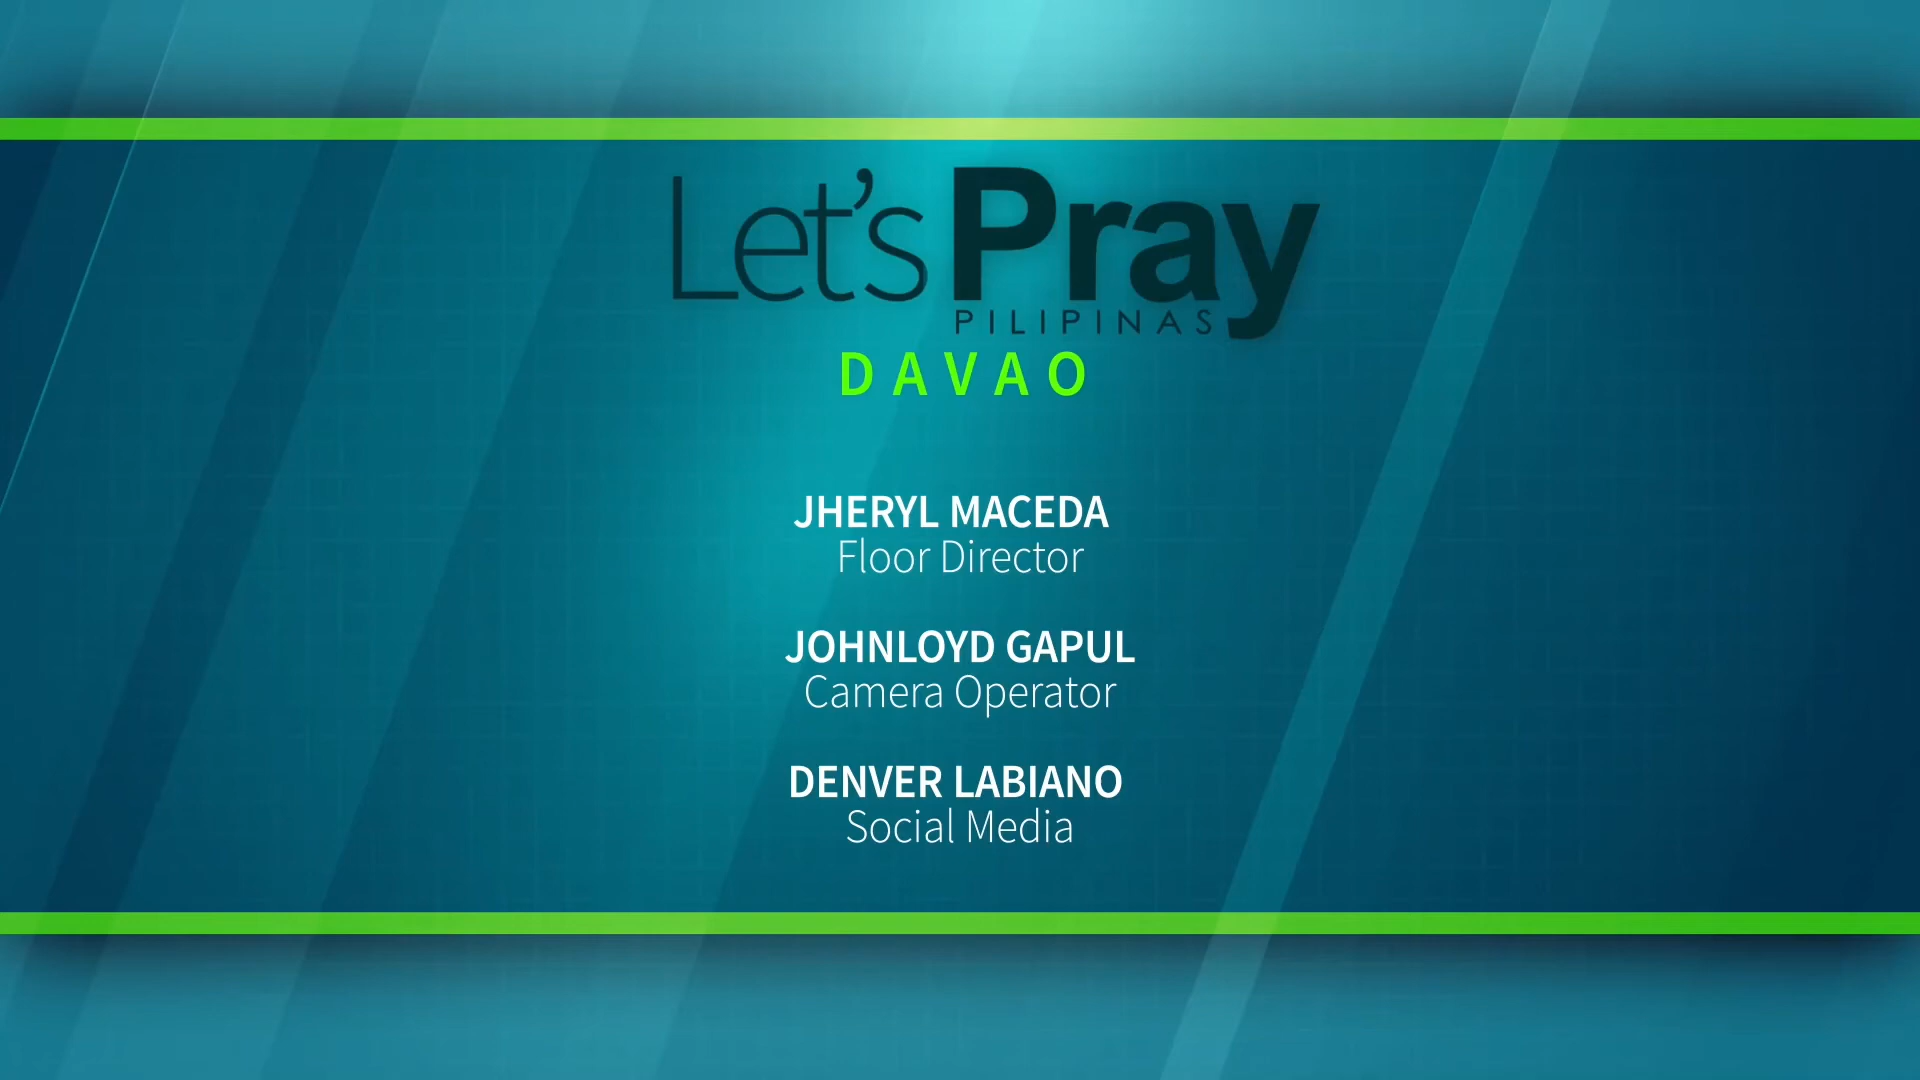 Let's Pray
PILIPINAS
DAVAO
JHERYL MACEDA
Floor Director
JOHNLOYD GAPUL
Camera Operator
DENVER LABIANO
Social Media